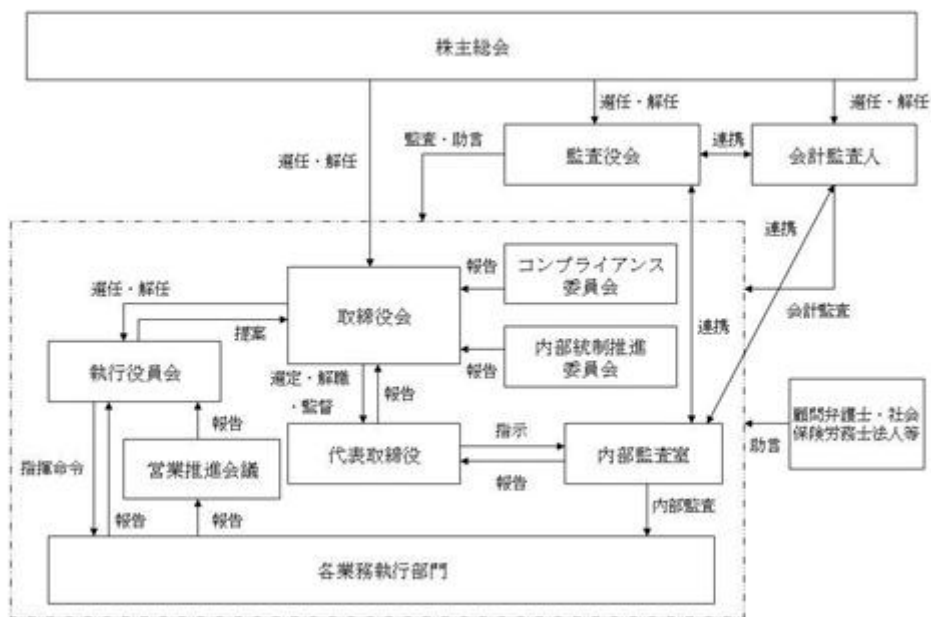 株主総会
選任・解任
選任・解任
選任・解任
監査・助言
監査役会
連携
会計監査人
連携
報告
コンプライアンス
委員会
選任・解任
取締役会
連携
会計監査
提案
内部統制推進
委員会
報告
執行役員会
選定・解職
・監督
報告
顧問弁護士・社会
保険労務士法人等
報告
指示
助言
指揮命令
営業推進会議
代表取締役
内部監査室
報告
内部監査
報告
報告
各業務執行部門